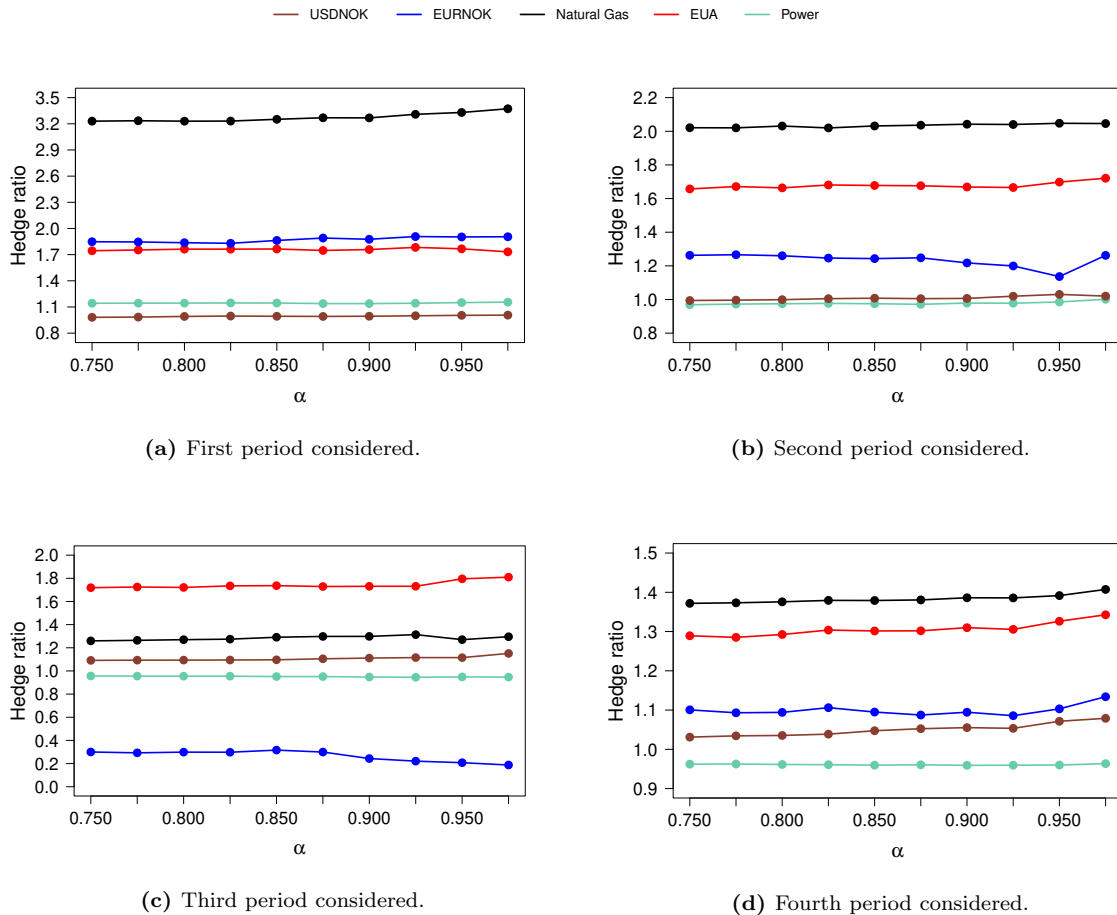 USDNOK EURNOK Natural Gas EUA Power
Hedge ratio
3.5
3.2
2.9
2.6
2.3
2.0
1.7
1.4
1.1
0.8
0.750 0.800 0.850 0.900 0.950
α
(a) First period considered.
Hedge ratio
2.2
2.0
1.8
1.6
1.4
1.2
1.0
0.8
0.750 0.800 0.850 0.900 0.950
α
(b) Second period considered.
Hedge ratio
2.0
1.8
1.6
1.4
1.2
1.0
0.8
0.6
0.4
0.2
0.0
0.750 0.800 0.850 0.900 0.950
α
(c) Third period considered.
Hedge ratio
1.5
1.4
1.3
1.2
1.1
1.0
0.9
0.750 0.800 0.850 0.900 0.950
α
(d) Fourth period considered.